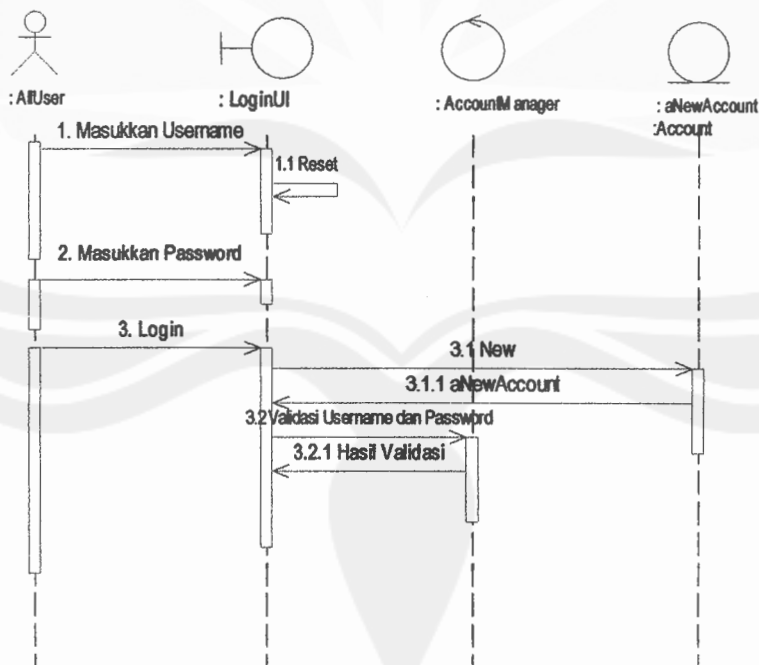 : AllUser
: LoginUI
: AccountManager
: aNewAccount
:Account
1. Masukkan Username
1.1 Reset
2. Masukkan Password
3. Login
3.1 New
3.1.1 aNewAccount
3.2 Validasi Username dan Password
3.2.1 Hasil Validasi